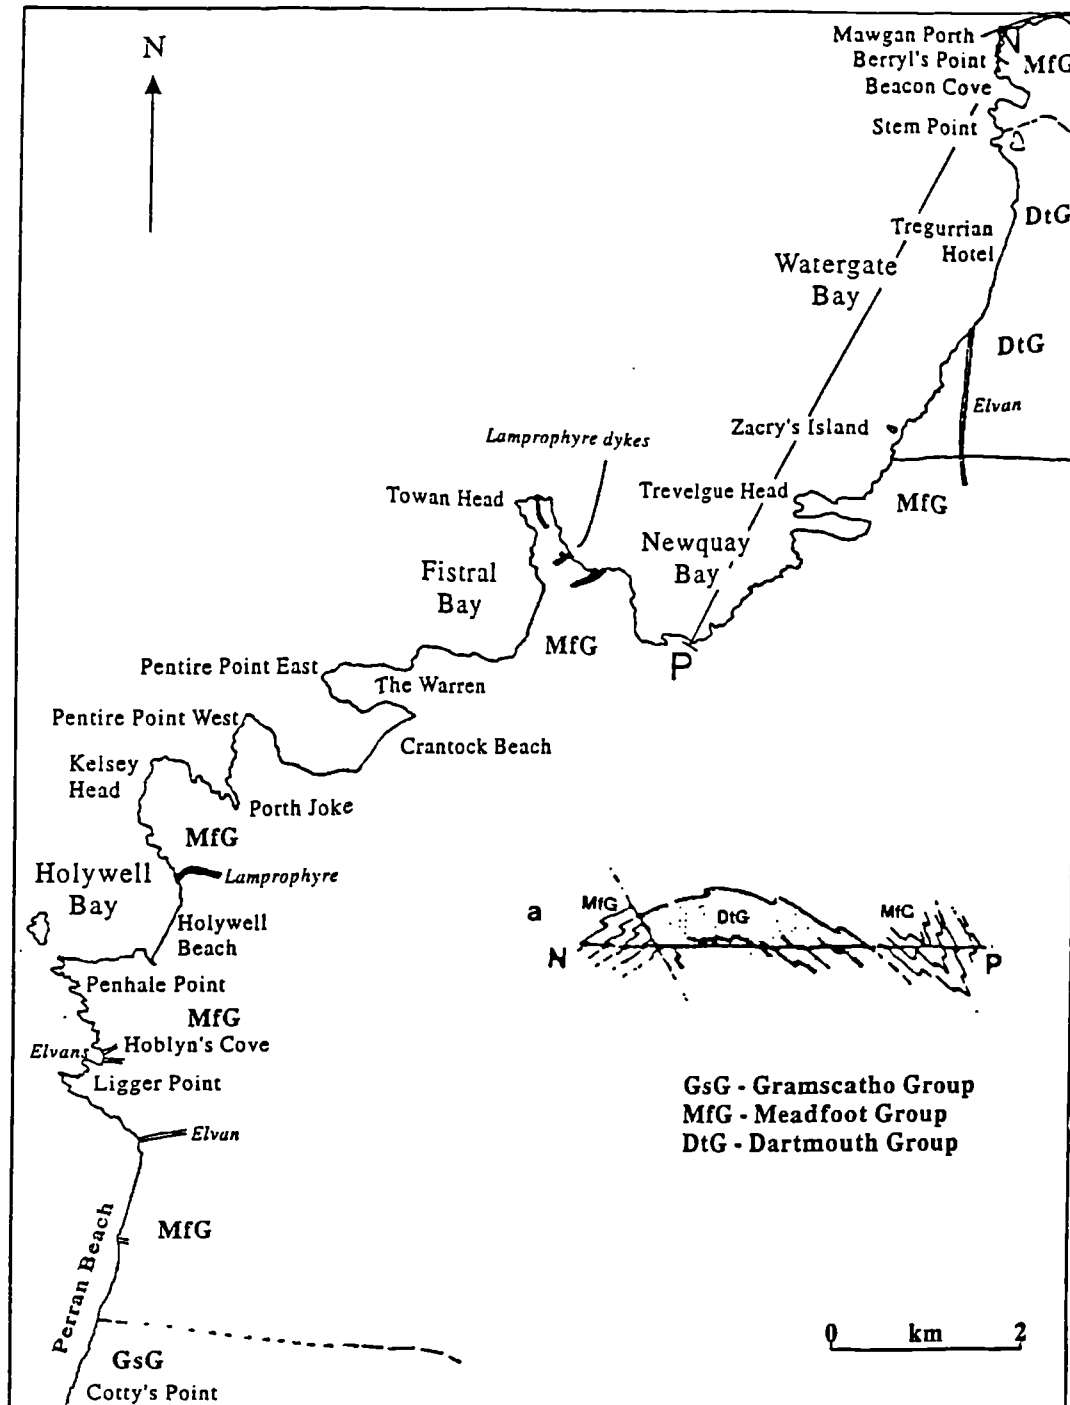 N
Mawgan Porth
N
Berryl's Point
MfG
Beacon Cove
Stem Point
DtG
Tregurrian
Hotel
Watergate
Bay
DtG
Elvan
Zacry's Island
Lamprophyre dykes
Towan Head
Trevelgue Head
MfG
Newquay
Bay
Fistral
Bay
MfG
P
Pentire Point East
The Warren
Pentire Point West
Crantock Beach
Kelsey
Head
Porth Joke
MfG
Holywell
Bay
Lamprophyre
Holywell
Beach
a
MfG
DtG
MfG
N
P
Penhale Point
MfG
Elvans
Hoblyn's Cove
Ligger Point
GsG - Gramscatho Group
MfG - Meadfoot Group
DtG - Dartmouth Group
Elvan
MfG
Perran Beach
0 km 2
GsG
Cotty's Point